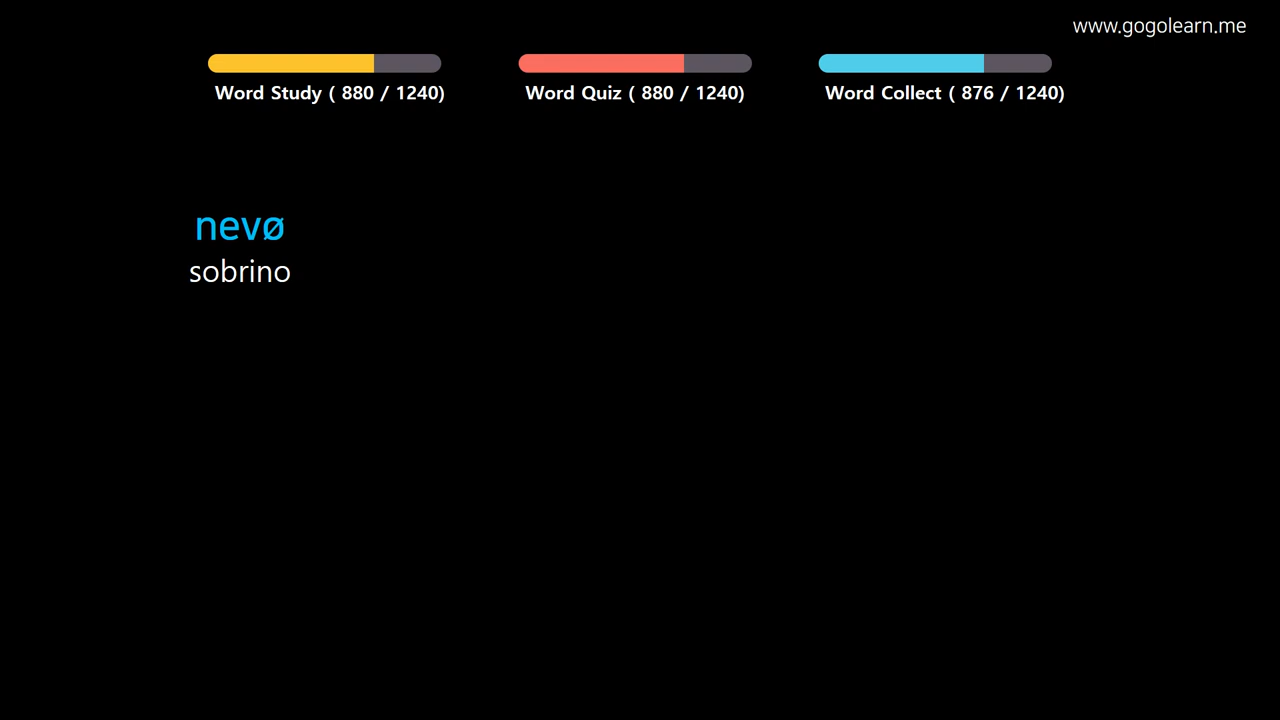 www.gogolearn.me
Word Study ( 880 / 1240)
Word Quiz ( 880 / 1240)
Word Collect ( 876 / 1240)
nevø
sobrino